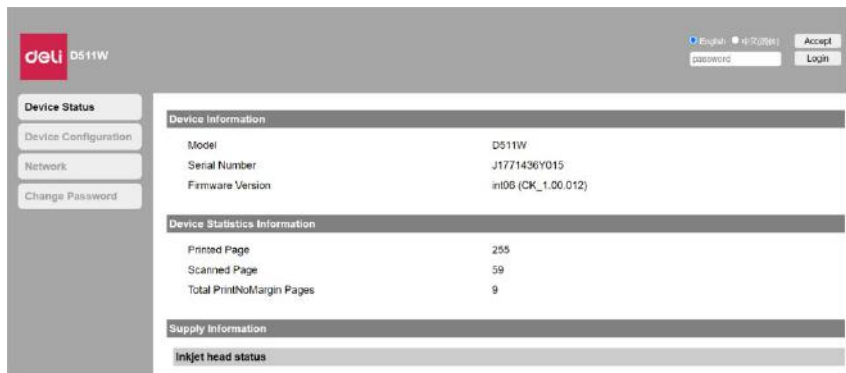 deli D511W
English 中文(简体) Accept
password Login
Device Status
Device Configuration
Network
Change Password
Device Information
Model D511W
Serial Number J1771436Y015
Firmware Version int06 (CK_1.00.012)
Device Statistics Information
Printed Page 255
Scanned Page 59
Total PrintNoMargin Pages 9
Supply Information
Inkjet head status